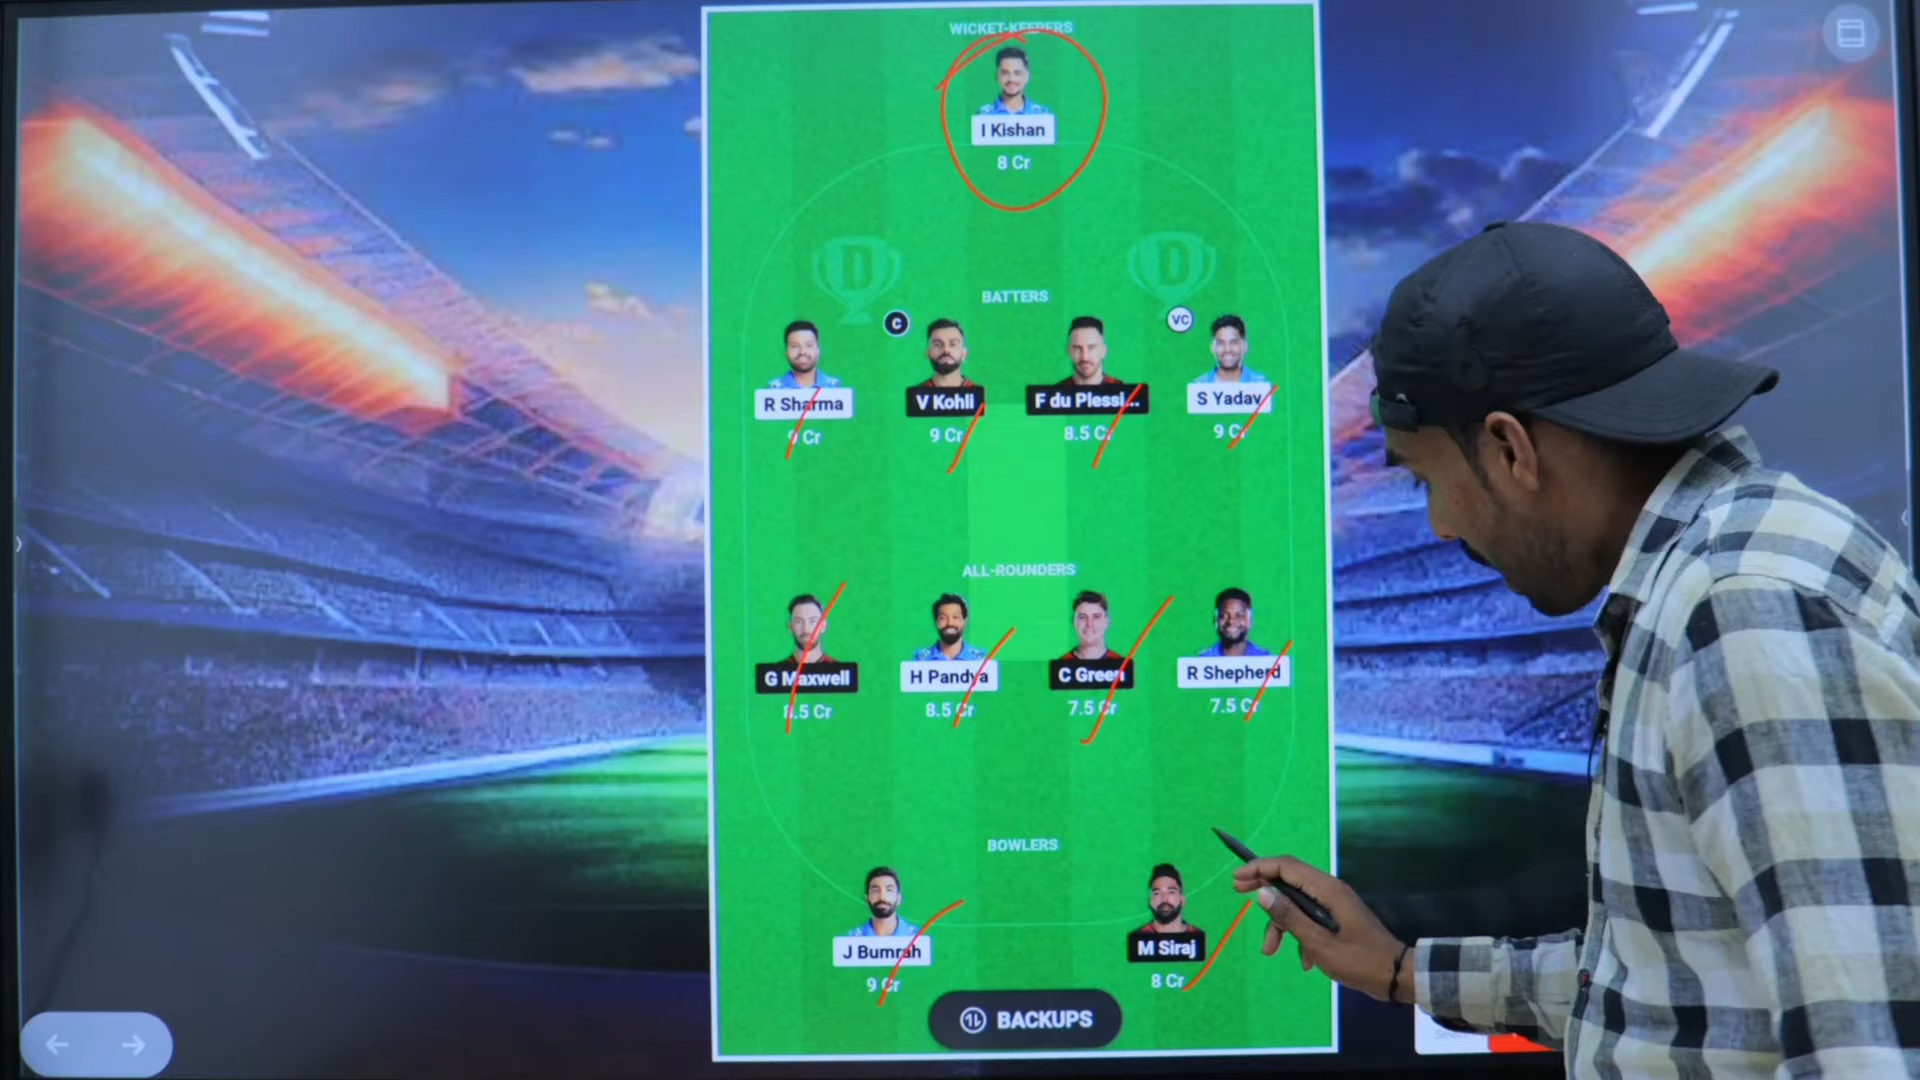 WICKET-KEEPERS
I Kishan
8 Cr
D D
BATTERS
C VC
R Sharma V Kohli F du Plessi... S Yadav
9 Cr 9 Cr 8.5 Cr 9 Cr
ALL-ROUNDERS
G Maxwell H Pandya C Green R Shepherd
8.5 Cr 8.5 Cr 7.5 Cr 7.5 Cr
BOWLERS
J Bumrah M Siraj
9 Cr 8 Cr
BACKUPS